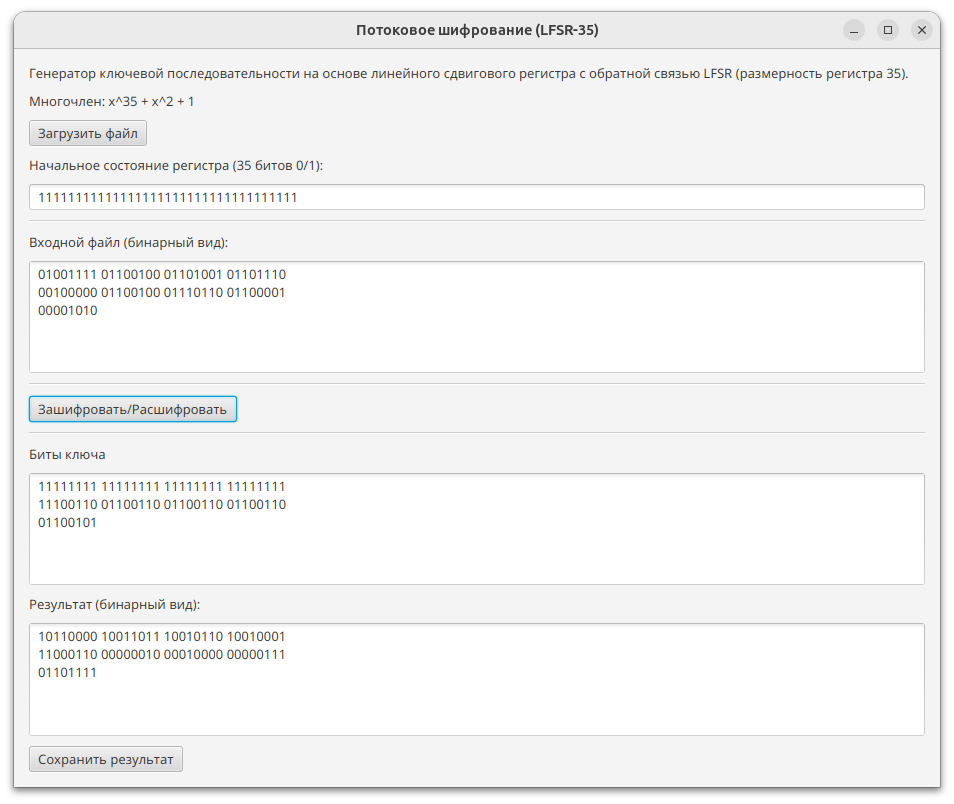 Потоковое шифрование (LFSR-35)
Генератор ключевой последовательности на основе линейного сдвигового регистра с обратной связью LFSR (размерность регистра 35).
Многочлен: x^35 + x^2 + 1
Загрузить файл
Начальное состояние регистра (35 битов 0/1):
11111111111111111111111111111111111
Входной файл (бинарный вид):
01001111 01100100 01101001 01101110
00100000 01100100 01110110 01100001
00001010
Зашифровать/Расшифровать
Биты ключа
11111111 11111111 11111111 11111111
11100110 01100110 01100110 01100110
01100101
Результат (бинарный вид):
10110000 10011011 10010110 10010001
11000110 00000010 00010000 00000111
01101111
Сохранить результат